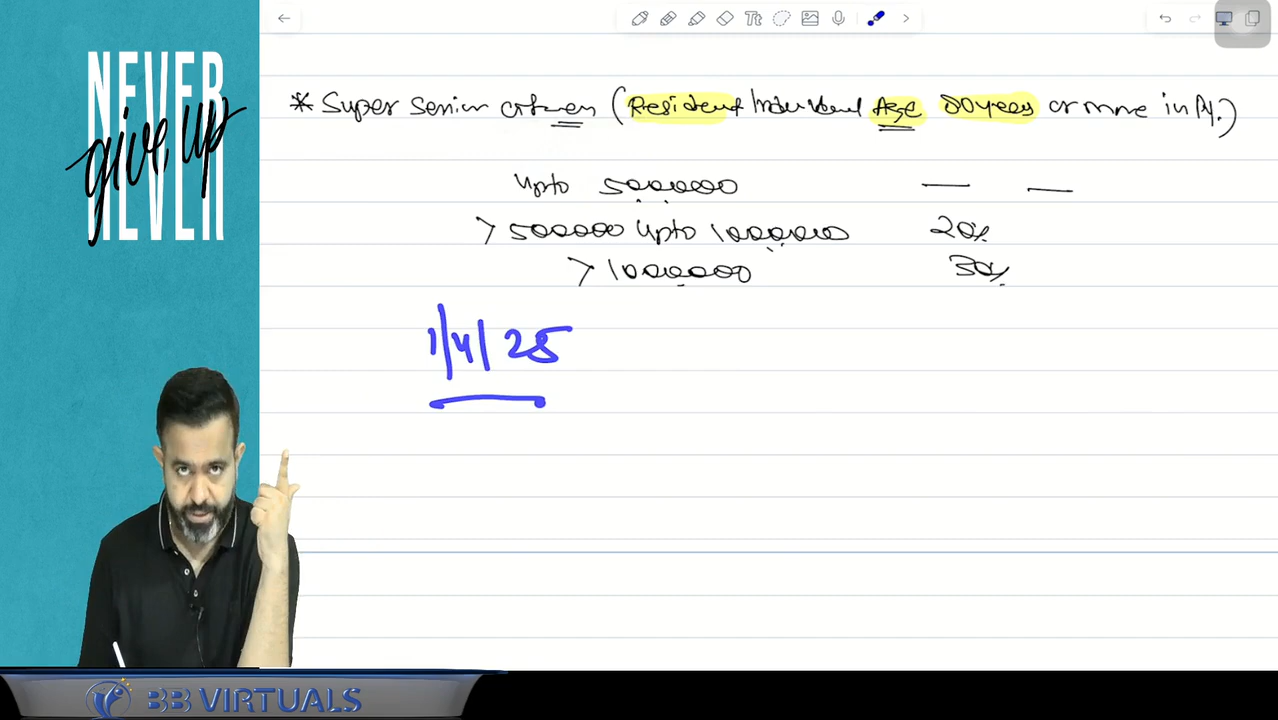 NEVER
give up
NEVER
* Super Senior citizen (Resident Individual Age 80 years or more in P.Y.)
Upto 500000 — —
> 500000 upto 1000000 20%
> 1000000 30%
1/4/25
BB VIRTUALS
Tt